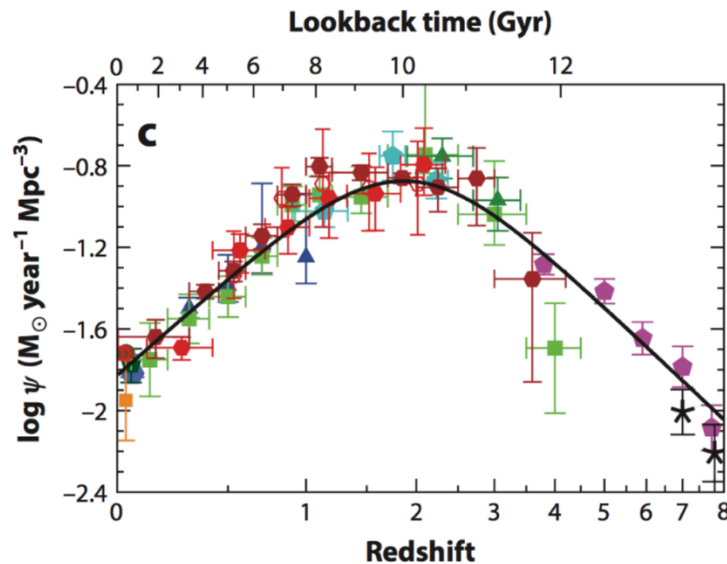 Lookback time (Gyr)
0 2 4 6 8 10 12
C
−0.4
−0.8
−1.2
−1.6
−2
−2.4
log ψ (M☉ year−1 Mpc−3)
0 1 2 3 4 5 6 7 8
Redshift